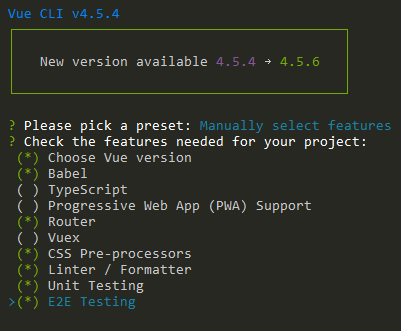 Vue CLI v4.5.4
New version available 4.5.4 → 4.5.6
? Please pick a preset: Manually select features
? Check the features needed for your project:
(*) Choose Vue version
(*) Babel
( ) TypeScript
( ) Progressive Web App (PWA) Support
(*) Router
( ) Vuex
(*) CSS Pre-processors
(*) Linter / Formatter
(*) Unit Testing
>(*) E2E Testing